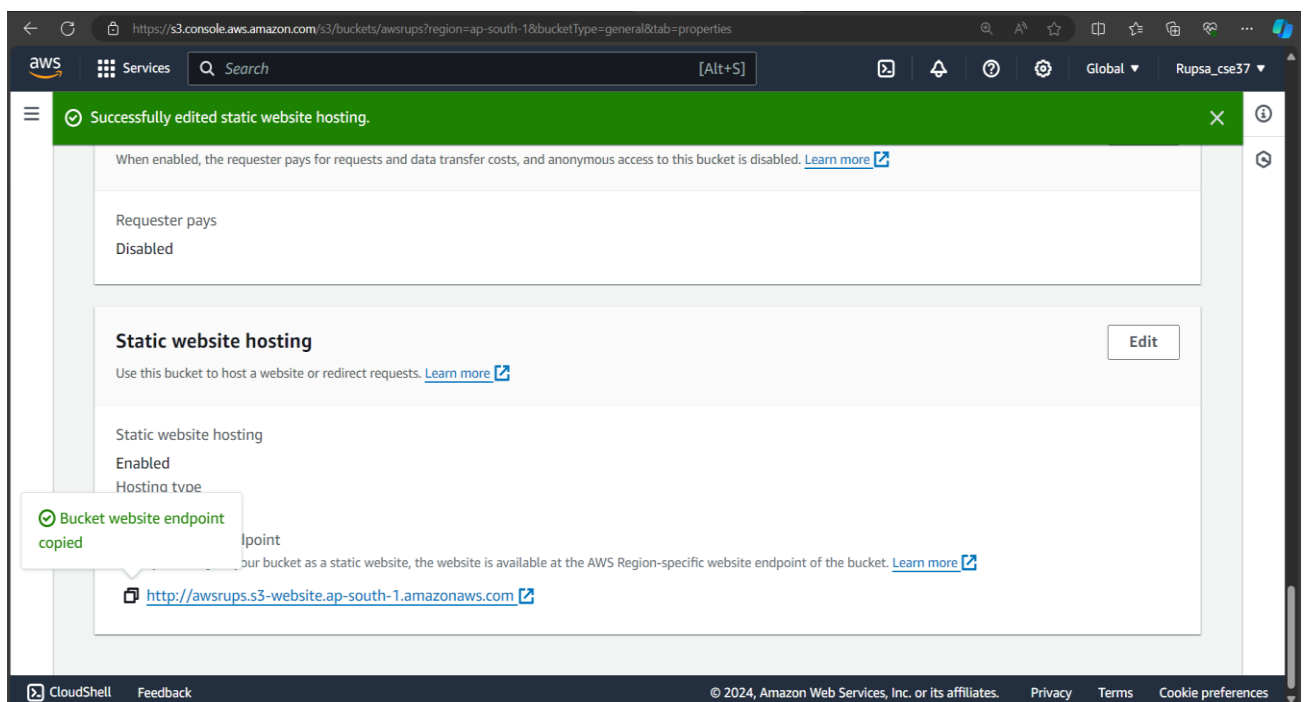 https://s3.console.aws.amazon.com/s3/buckets/awsrups?region=ap-south-1&bucketType=general&tab=properties
aws Services Search [Alt+S] Global Rupsa_cse37
Successfully edited static website hosting.
When enabled, the requester pays for requests and data transfer costs, and anonymous access to this bucket is disabled. Learn more
Requester pays
Disabled
Static website hosting Edit
Use this bucket to host a website or redirect requests. Learn more
Static website hosting
Enabled
Hosting type
Bucket website endpoint
copied
lpoint
our bucket as a static website, the website is available at the AWS Region-specific website endpoint of the bucket. Learn more
http://awsrups.s3-website.ap-south-1.amazonaws.com
CloudShell Feedback © 2024, Amazon Web Services, Inc. or its affiliates. Privacy Terms Cookie preferences